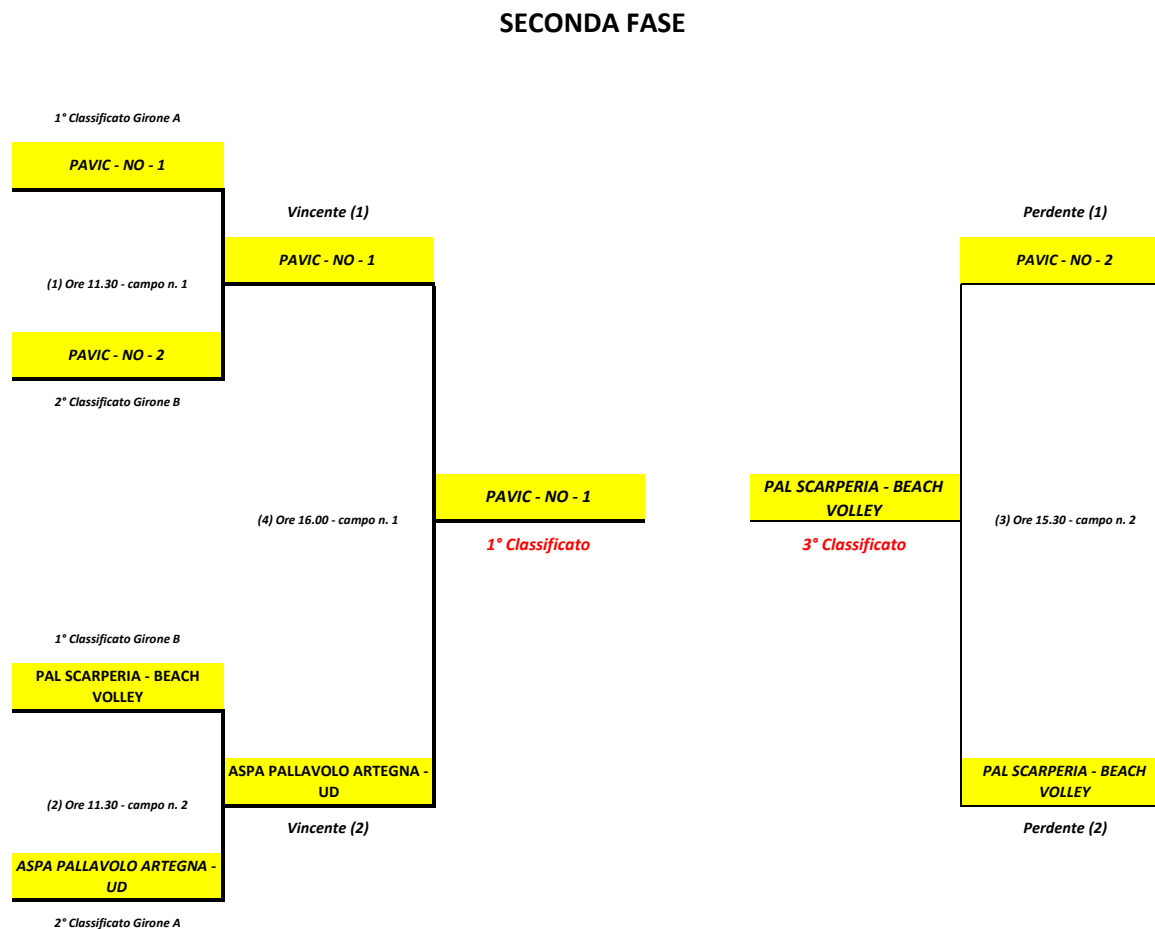 SECONDA FASE
1° Classificato Girone A
PAVIC - NO - 1
Vincente (1)
Perdente (1)
PAVIC - NO - 1
PAVIC - NO - 2
(1) Ore 11.30 - campo n. 1
PAVIC - NO - 2
2° Classificato Girone B
PAVIC - NO - 1
PAL SCARPERIA - BEACH
VOLLEY
(4) Ore 16.00 - campo n. 1
(3) Ore 15.30 - campo n. 2
1° Classificato
3° Classificato
1° Classificato Girone B
PAL SCARPERIA - BEACH
VOLLEY
ASPA PALLAVOLO ARTEGNA -
UD
PAL SCARPERIA - BEACH
VOLLEY
(2) Ore 11.30 - campo n. 2
Vincente (2)
Perdente (2)
ASPA PALLAVOLO ARTEGNA -
UD
2° Classificato Girone A